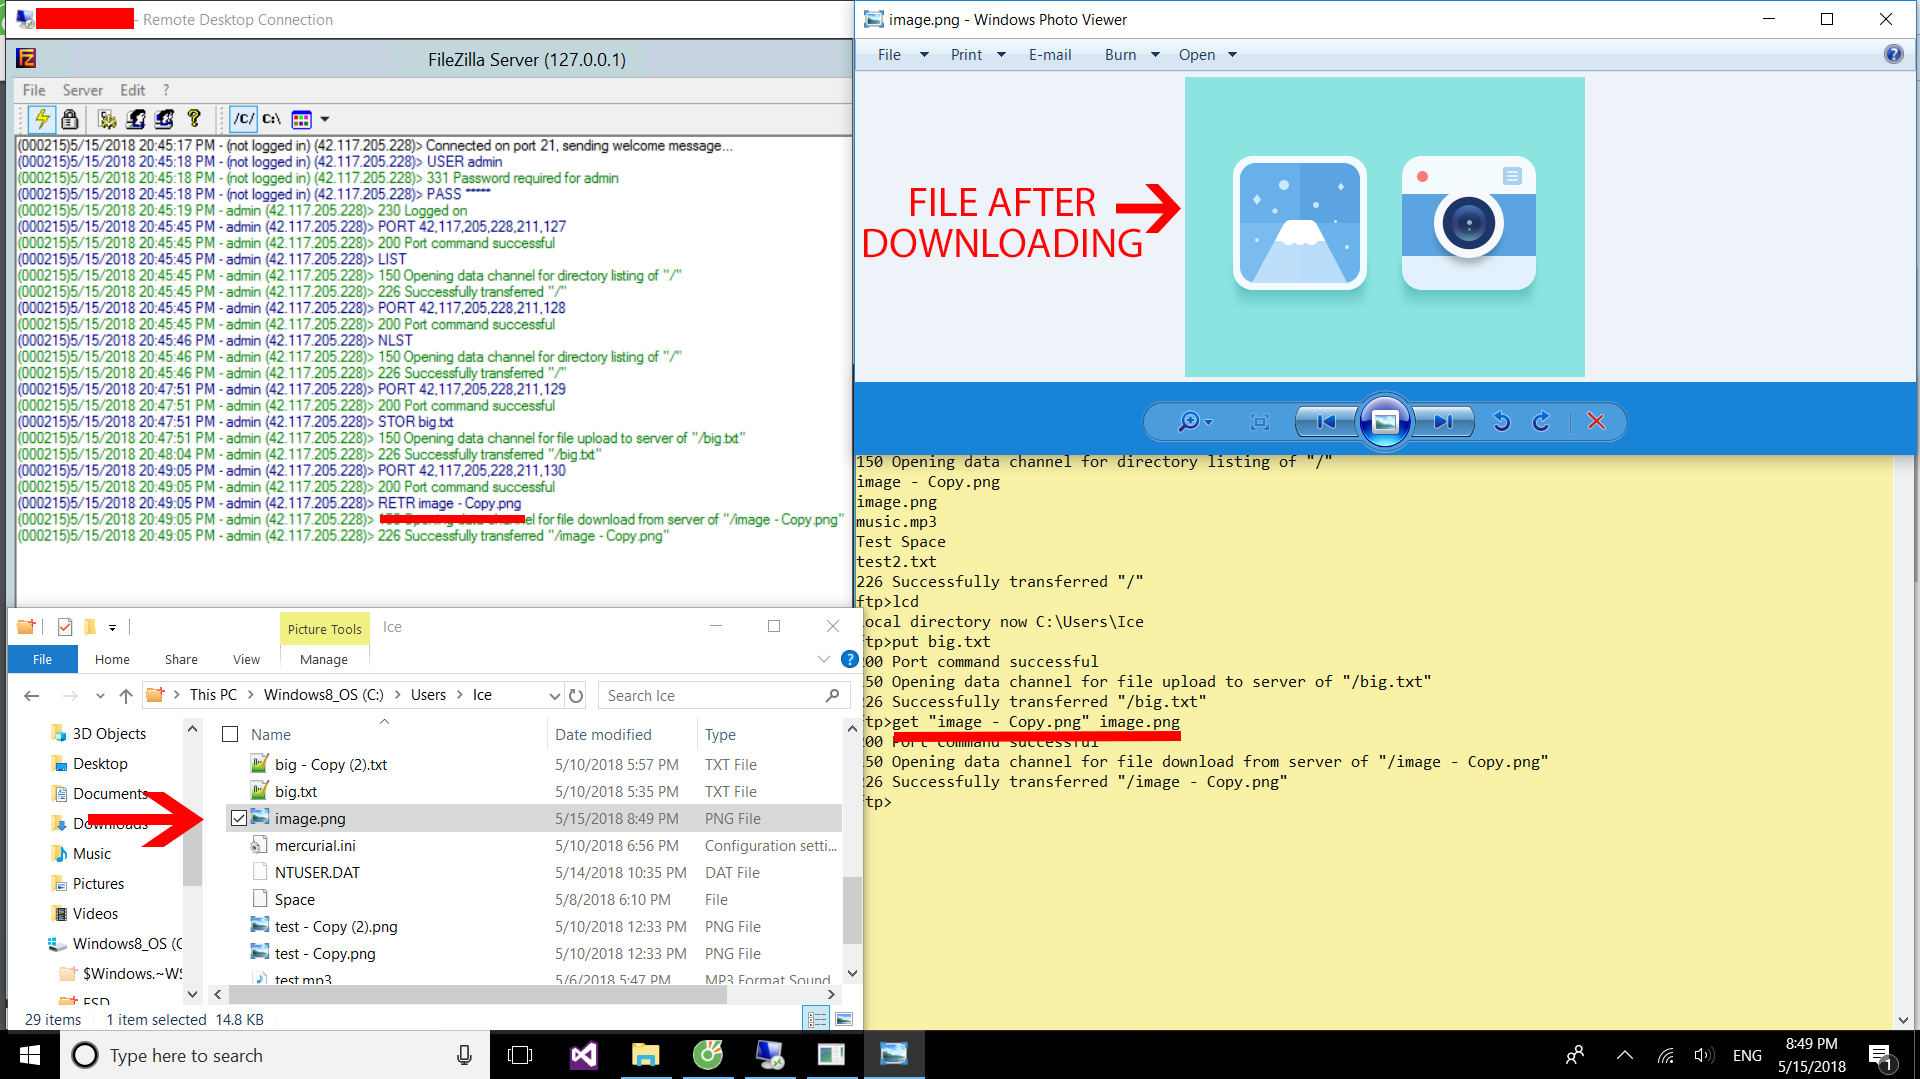 - Remote Desktop Connection
FileZilla Server (127.0.0.1)
File Server Edit ?
/C/ C:\
(000215)5/15/2018 20:45:17 PM - (not logged in) (42.117.205.228)> Connected on port 21, sending welcome message...
(000215)5/15/2018 20:45:18 PM - (not logged in) (42.117.205.228)> USER admin
(000215)5/15/2018 20:45:18 PM - (not logged in) (42.117.205.228)> 331 Password required for admin
(000215)5/15/2018 20:45:18 PM - (not logged in) (42.117.205.228)> PASS *****
(000215)5/15/2018 20:45:19 PM - admin (42.117.205.228)> 230 Logged on
(000215)5/15/2018 20:45:45 PM - admin (42.117.205.228)> PORT 42,117,205,228,211,127
(000215)5/15/2018 20:45:45 PM - admin (42.117.205.228)> 200 Port command successful
(000215)5/15/2018 20:45:45 PM - admin (42.117.205.228)> LIST
(000215)5/15/2018 20:45:45 PM - admin (42.117.205.228)> 150 Opening data channel for directory listing of "/"
(000215)5/15/2018 20:45:45 PM - admin (42.117.205.228)> 226 Successfully transferred "/"
(000215)5/15/2018 20:45:45 PM - admin (42.117.205.228)> PORT 42,117,205,228,211,128
(000215)5/15/2018 20:45:45 PM - admin (42.117.205.228)> 200 Port command successful
(000215)5/15/2018 20:45:46 PM - admin (42.117.205.228)> NLST
(000215)5/15/2018 20:45:46 PM - admin (42.117.205.228)> 150 Opening data channel for directory listing of "/"
(000215)5/15/2018 20:45:46 PM - admin (42.117.205.228)> 226 Successfully transferred "/"
(000215)5/15/2018 20:47:51 PM - admin (42.117.205.228)> PORT 42,117,205,228,211,129
(000215)5/15/2018 20:47:51 PM - admin (42.117.205.228)> 200 Port command successful
(000215)5/15/2018 20:47:51 PM - admin (42.117.205.228)> STOR big.txt
(000215)5/15/2018 20:47:51 PM - admin (42.117.205.228)> 150 Opening data channel for file upload to server of "/big.txt"
(000215)5/15/2018 20:48:04 PM - admin (42.117.205.228)> 226 Successfully transferred "/big.txt"
(000215)5/15/2018 20:49:05 PM - admin (42.117.205.228)> PORT 42,117,205,228,211,130
(000215)5/15/2018 20:49:05 PM - admin (42.117.205.228)> 200 Port command successful
(000215)5/15/2018 20:49:05 PM - admin (42.117.205.228)> RETR image - Copy.png
(000215)5/15/2018 20:49:05 PM - admin (42.117.205.228)> 150 Opening data channel for file download from server of "/image - Copy.png"
(000215)5/15/2018 20:49:05 PM - admin (42.117.205.228)> 226 Successfully transferred "/image - Copy.png"
image.png - Windows Photo Viewer
File Print E-mail Burn Open
FILE AFTER
DOWNLOADING
150 Opening data channel for directory listing of "/"
image - Copy.png
image.png
music.mp3
Test Space
test2.txt
226 Successfully transferred "/"
ftp>lcd
local directory now C:\Users\Ice
ftp>put big.txt
200 Port command successful
150 Opening data channel for file upload to server of "/big.txt"
226 Successfully transferred "/big.txt"
ftp>get "image - Copy.png" image.png
200 Port command successful
150 Opening data channel for file download from server of "/image - Copy.png"
226 Successfully transferred "/image - Copy.png"
ftp>
Picture Tools Ice
File Home Share View Manage
This PC Windows8_OS (C:) Users Ice
Search Ice
3D Objects
Desktop
Documents
Downloads
Music
Pictures
Videos
Windows8_OS (C
$Windows.~WS
ESD
Name Date modified Type
big - Copy (2).txt 5/10/2018 5:57 PM TXT File
big.txt 5/10/2018 5:35 PM TXT File
image.png 5/15/2018 8:49 PM PNG File
mercurial.ini 5/10/2018 6:56 PM Configuration setti...
NTUSER.DAT 5/14/2018 10:35 PM DAT File
Space 5/8/2018 6:10 PM File
test - Copy (2).png 5/10/2018 12:33 PM PNG File
test - Copy.png 5/10/2018 12:33 PM PNG File
test.mp3 5/6/2018 5:47 PM MP3 Format Sound
29 items 1 item selected 14.8 KB
Type here to search
ENG
8:49 PM
5/15/2018
1